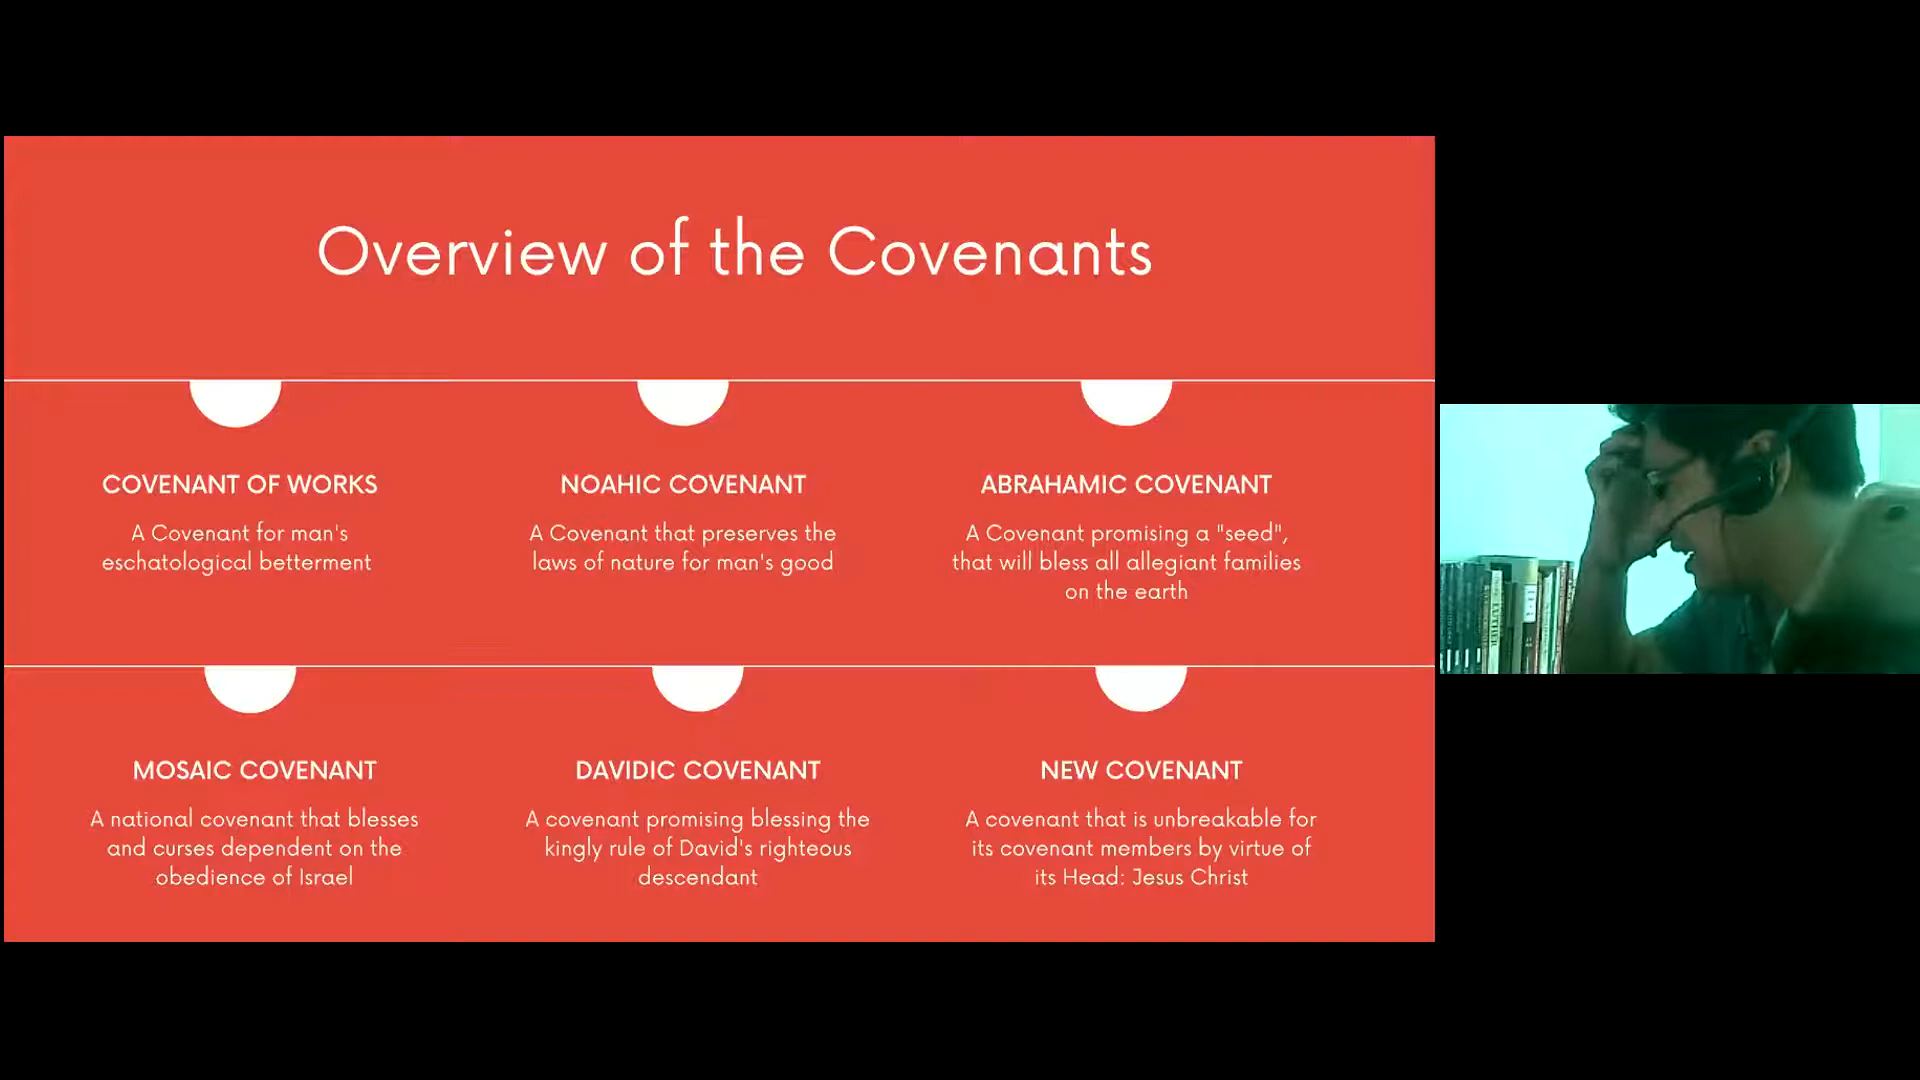 Overview of the Covenants
COVENANT OF WORKS
A Covenant for man's
eschatological betterment
NOAHIC COVENANT
A Covenant that preserves the
laws of nature for man's good
ABRAHAMIC COVENANT
A Covenant promising a "seed",
that will bless all allegiant families
on the earth
MOSAIC COVENANT
A national covenant that blesses
and curses dependent on the
obedience of Israel
DAVIDIC COVENANT
A covenant promising blessing the
kingly rule of David's righteous
descendant
NEW COVENANT
A covenant that is unbreakable for
its covenant members by virtue of
its Head: Jesus Christ